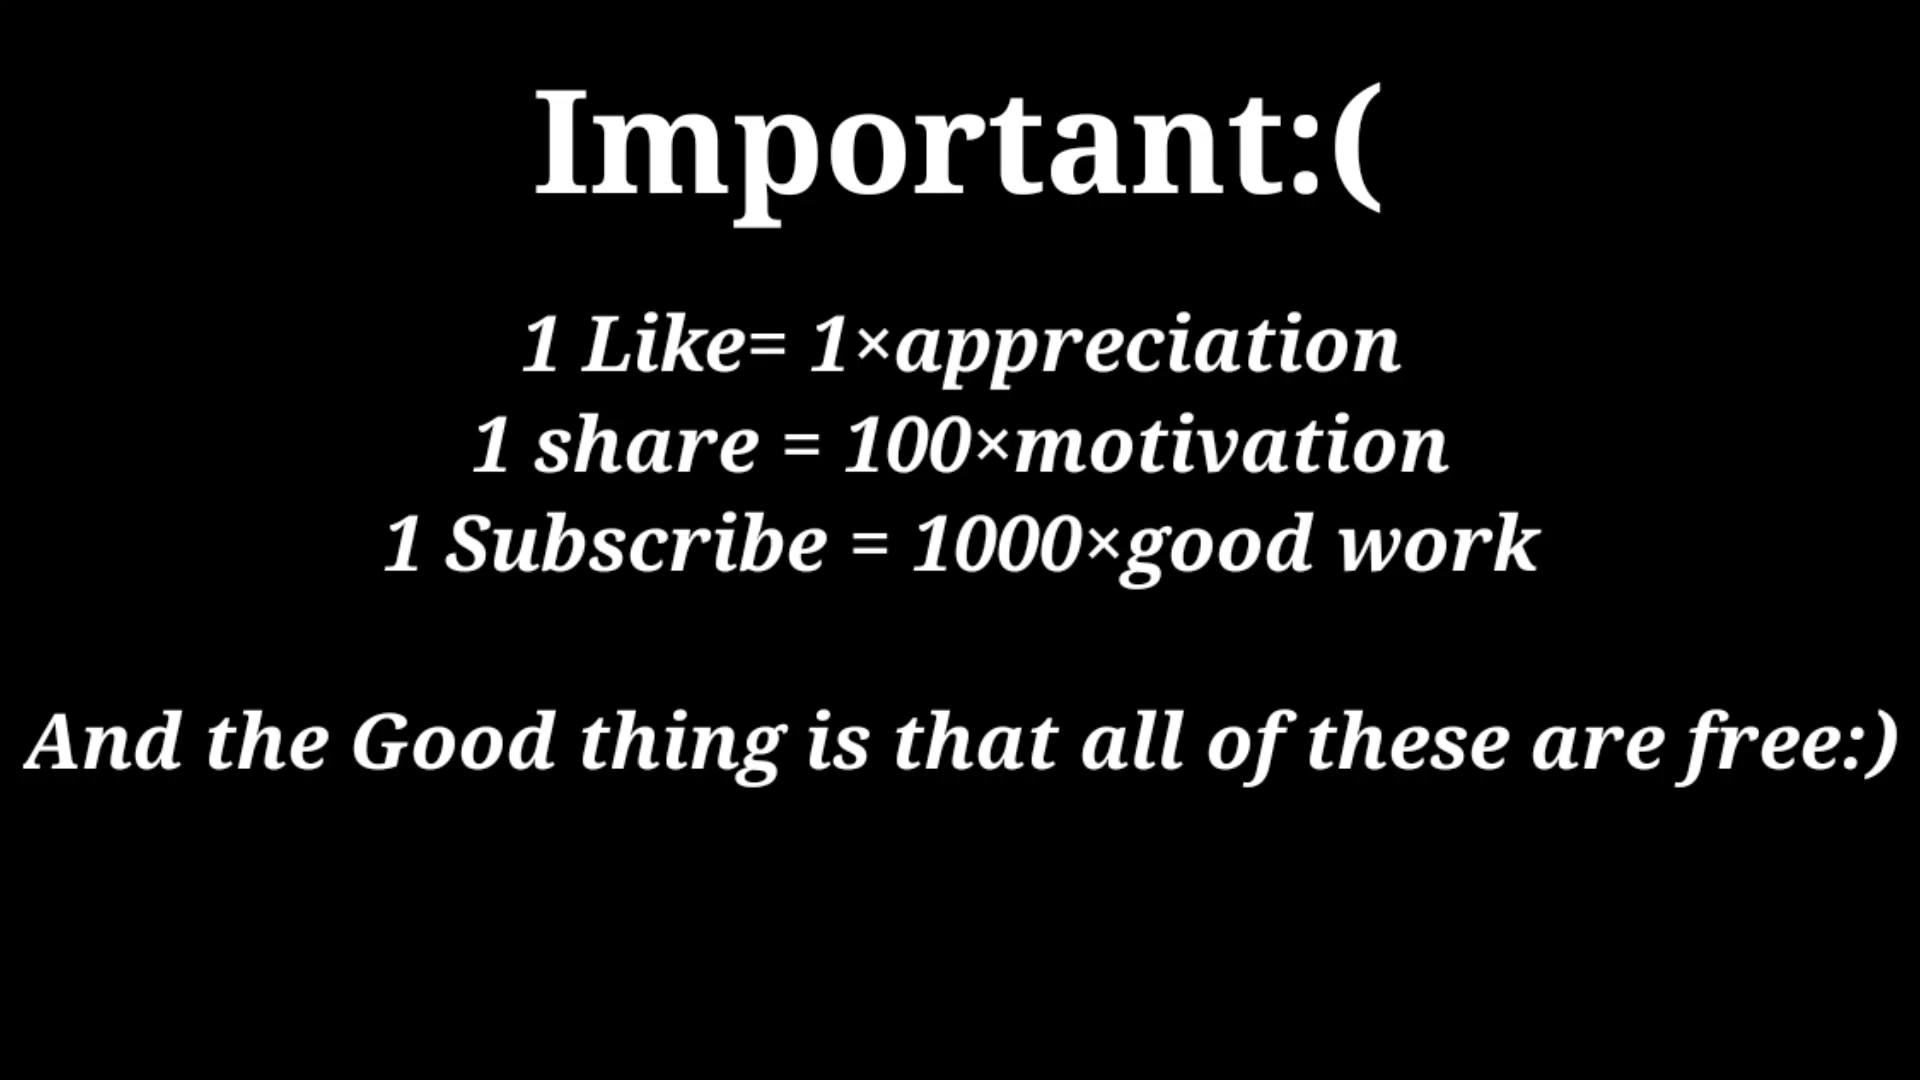 Important:(
1 Like= 1×appreciation
1 share = 100×motivation
1 Subscribe = 1000×good work
And the Good thing is that all of these are free:)